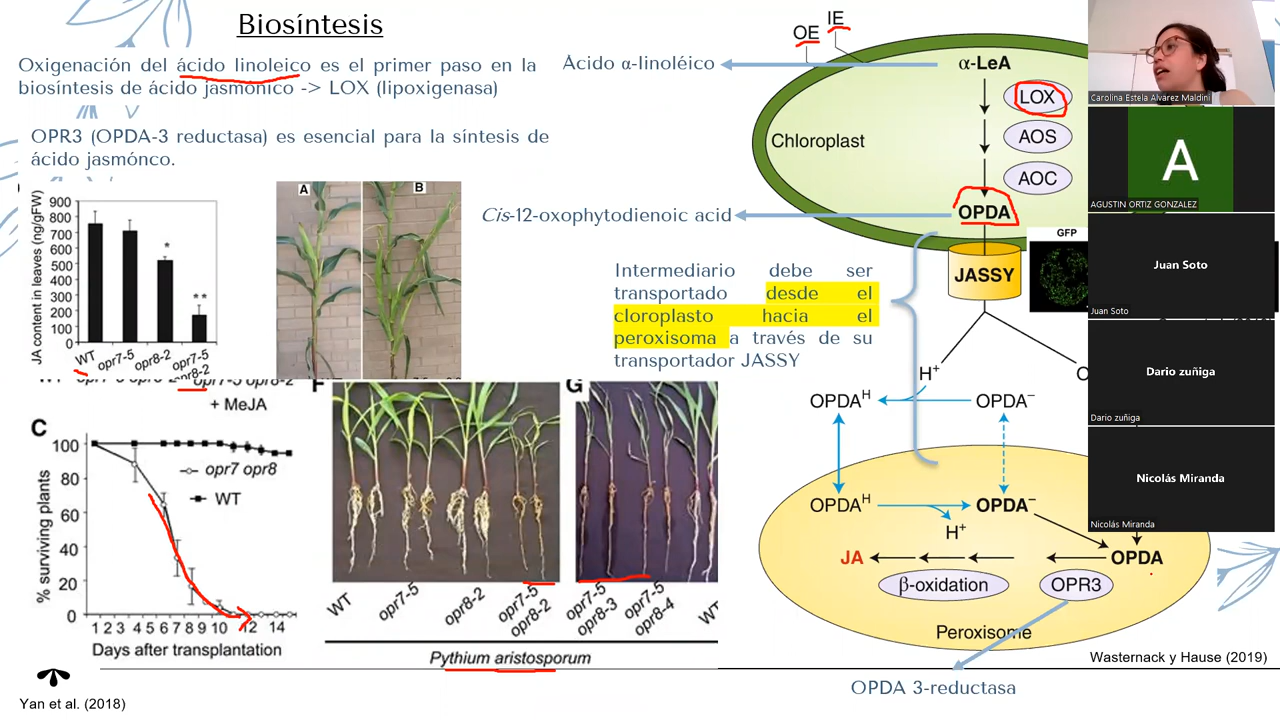 Biosíntesis
Oxigenación del ácido linoleico es el primer paso en la
biosíntesis de ácido jasmónico -> LOX (lipoxigenasa)
OPR3 (OPDA-3 reductasa) es esencial para la síntesis de
ácido jasmónco.
JA content in leaves (ng/gFW)
900
800
700
600
500
400
300
200
100
0
*
**
WT
opr7-5
opr8-2
opr7-5
opr8-2
A
B
opr7-5 opr8-2
+ MeJA
C
% surviving plants
100
80
60
40
20
0
opr7 opr8
WT
1 2 3 4 5 6 7 8 9 10 12 14
Days after transplantation
F
G
WT
opr7-5
opr8-2
opr7-5
opr8-2
opr7-5
opr8-3
opr7-5
opr8-4
WT
Pythium aristosporum
Yan et al. (2018)
Ácido α-linoléico
Cis-12-oxophytodienoic acid
Intermediario debe ser
transportado desde el
cloroplasto hacia el
peroxisoma a través de su
transportador JASSY
OE
IE
α-LeA
LOX
Chloroplast
AOS
AOC
OPDA
JASSY
GFP
H⁺
OPDAᴴ
OPDA⁻
OPDAᴴ
OPDA⁻
H⁺
JA
OPDA
β-oxidation
OPR3
Peroxisome
Wasternack y Hause (2019)
OPDA 3-reductasa
Carolina Estela Alvarez Maldini
A
AGUSTIN ORTIZ GONZALEZ
Juan Soto
Juan Soto
Dario zuñiga
Dario zuñiga
Nicolás Miranda
Nicolás Miranda